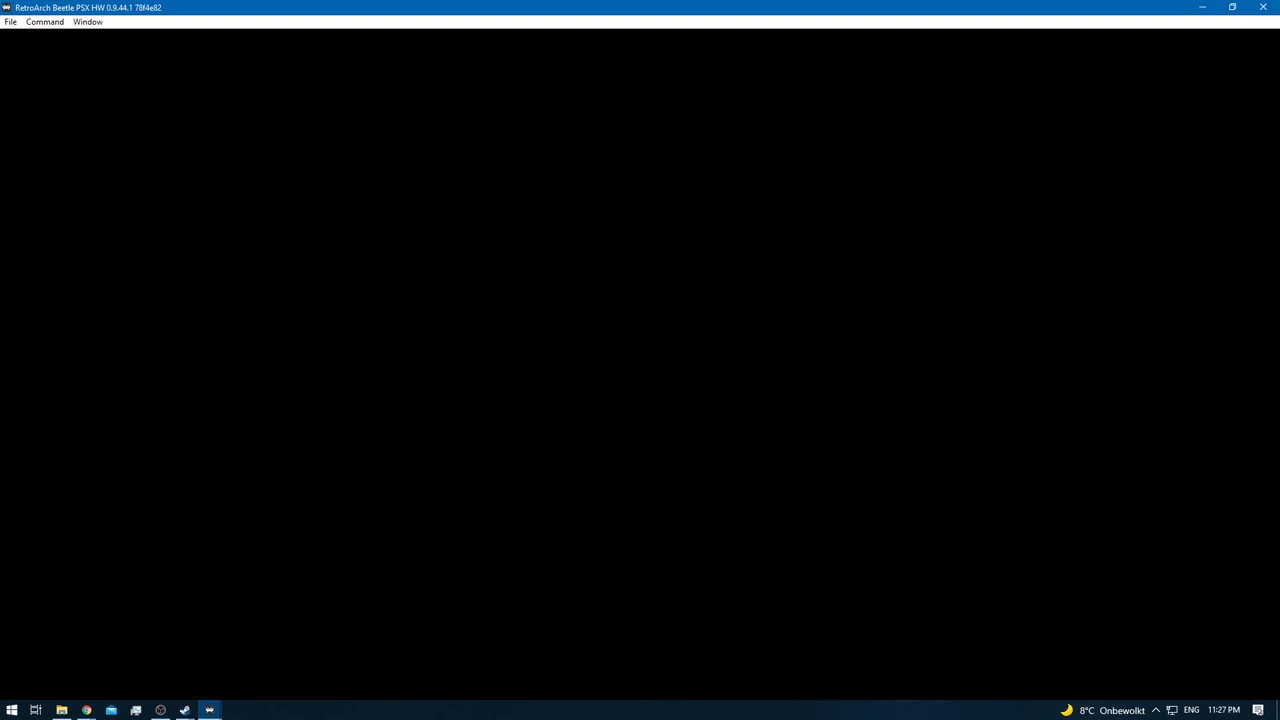 RetroArch Beetle PSX HW 0.9.44.1 78f4e82
File Command Window
8°C Onbewolkt ENG 11:27 PM